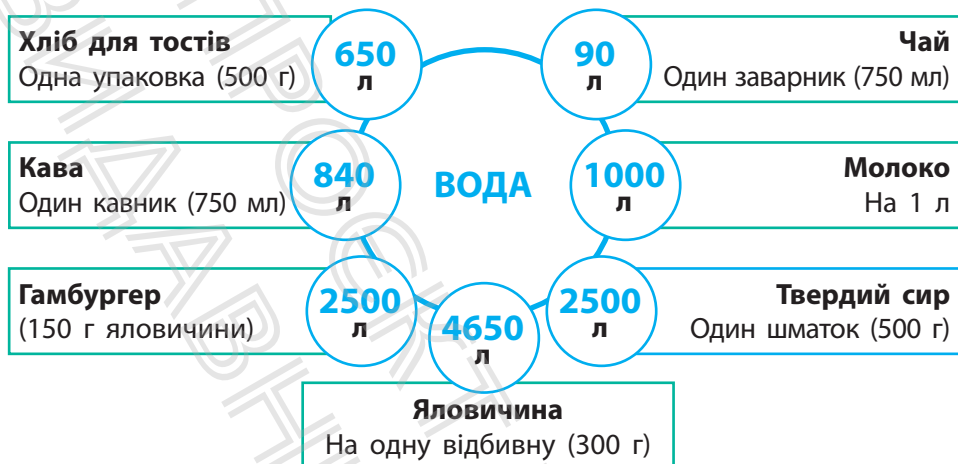 Хліб для тостів
Одна упаковка (500 г)
650
л
90
л
Чай
Один заварник (750 мл)
Кава
Один кавник (750 мл)
840
л
ВОДА
1000
л
Молоко
На 1 л
Гамбургер
(150 г яловичини)
2500
л
4650
л
2500
л
Твердий сир
Один шматок (500 г)
Яловичина
На одну відбивну (300 г)